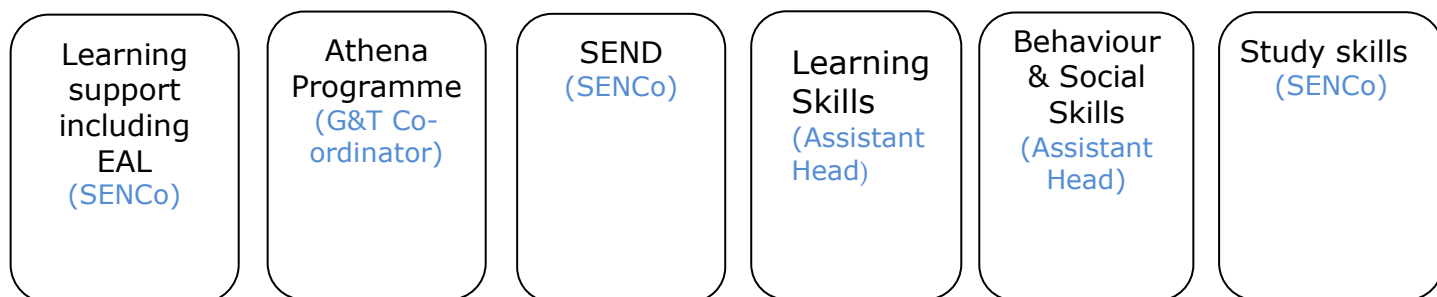 Learning
support
including
EAL
(SENCo)
Athena
Programme
(G&T Co-
ordinator)
SEND
(SENCo)
Learning
Skills
(Assistant
Head)
Behaviour
& Social
Skills
(Assistant
Head)
Study skills
(SENCo)